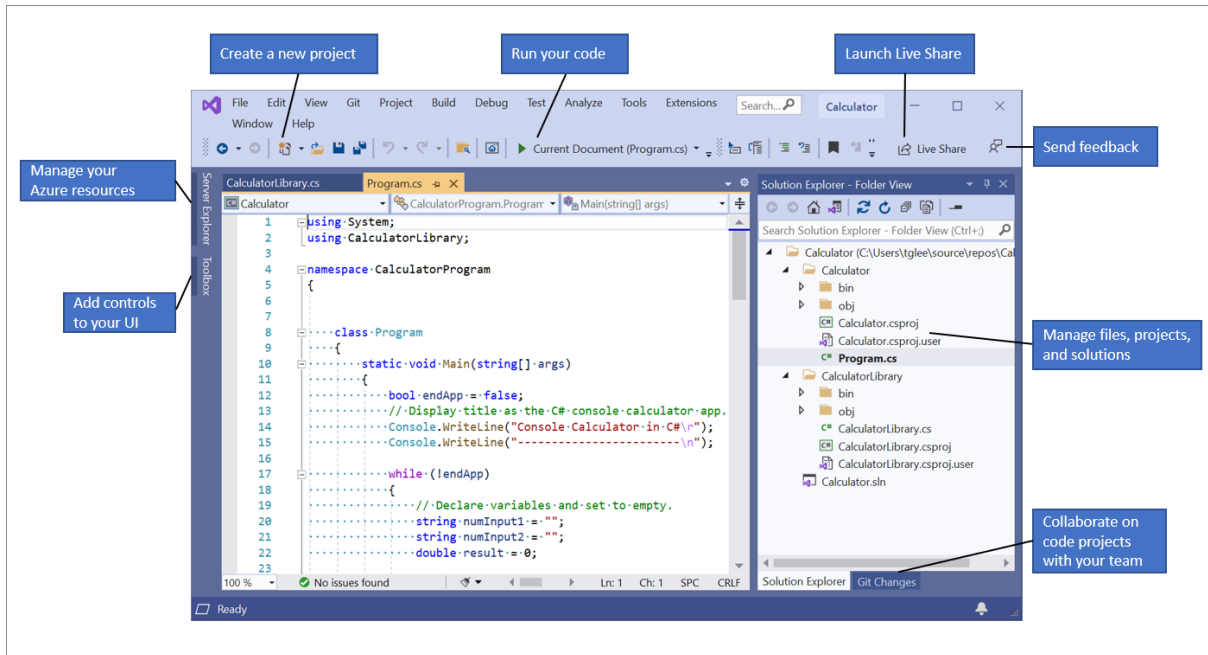 Create a new project
Run your code
Launch Live Share
File Edit View Git Project Build Debug Test Analyze Tools Extensions Search... Calculator
Window Help
Current Document (Program.cs) Live Share
Send feedback
Manage your
Azure resources
Server Explorer
Toolbox
Add controls
to your UI
CalculatorLibrary.cs Program.cs
Calculator CalculatorProgram.Program Main(string[] args)
1 using System;
2 using CalculatorLibrary;
3
4 namespace CalculatorProgram
5 {
6
7
8 class Program
9 {
10 static void Main(string[] args)
11 {
12 bool endApp = false;
13 // Display title as the C# console calculator app.
14 Console.WriteLine("Console Calculator in C#\r");
15 Console.WriteLine("------------------------\n");
16
17 while (!endApp)
18 {
19 // Declare variables and set to empty.
20 string numInput1 = "";
21 string numInput2 = "";
22 double result = 0;
23
100 % No issues found Ln: 1 Ch: 1 SPC CRLF
Solution Explorer - Folder View
Search Solution Explorer - Folder View (Ctrl+;)
Calculator (C:\Users\tglee\source\repos\Cal
Calculator
bin
obj
Calculator.csproj
Calculator.csproj.user
Program.cs
CalculatorLibrary
bin
obj
CalculatorLibrary.cs
CalculatorLibrary.csproj
CalculatorLibrary.csproj.user
Calculator.sln
Solution Explorer Git Changes
Manage files, projects,
and solutions
Collaborate on
code projects
with your team
Ready